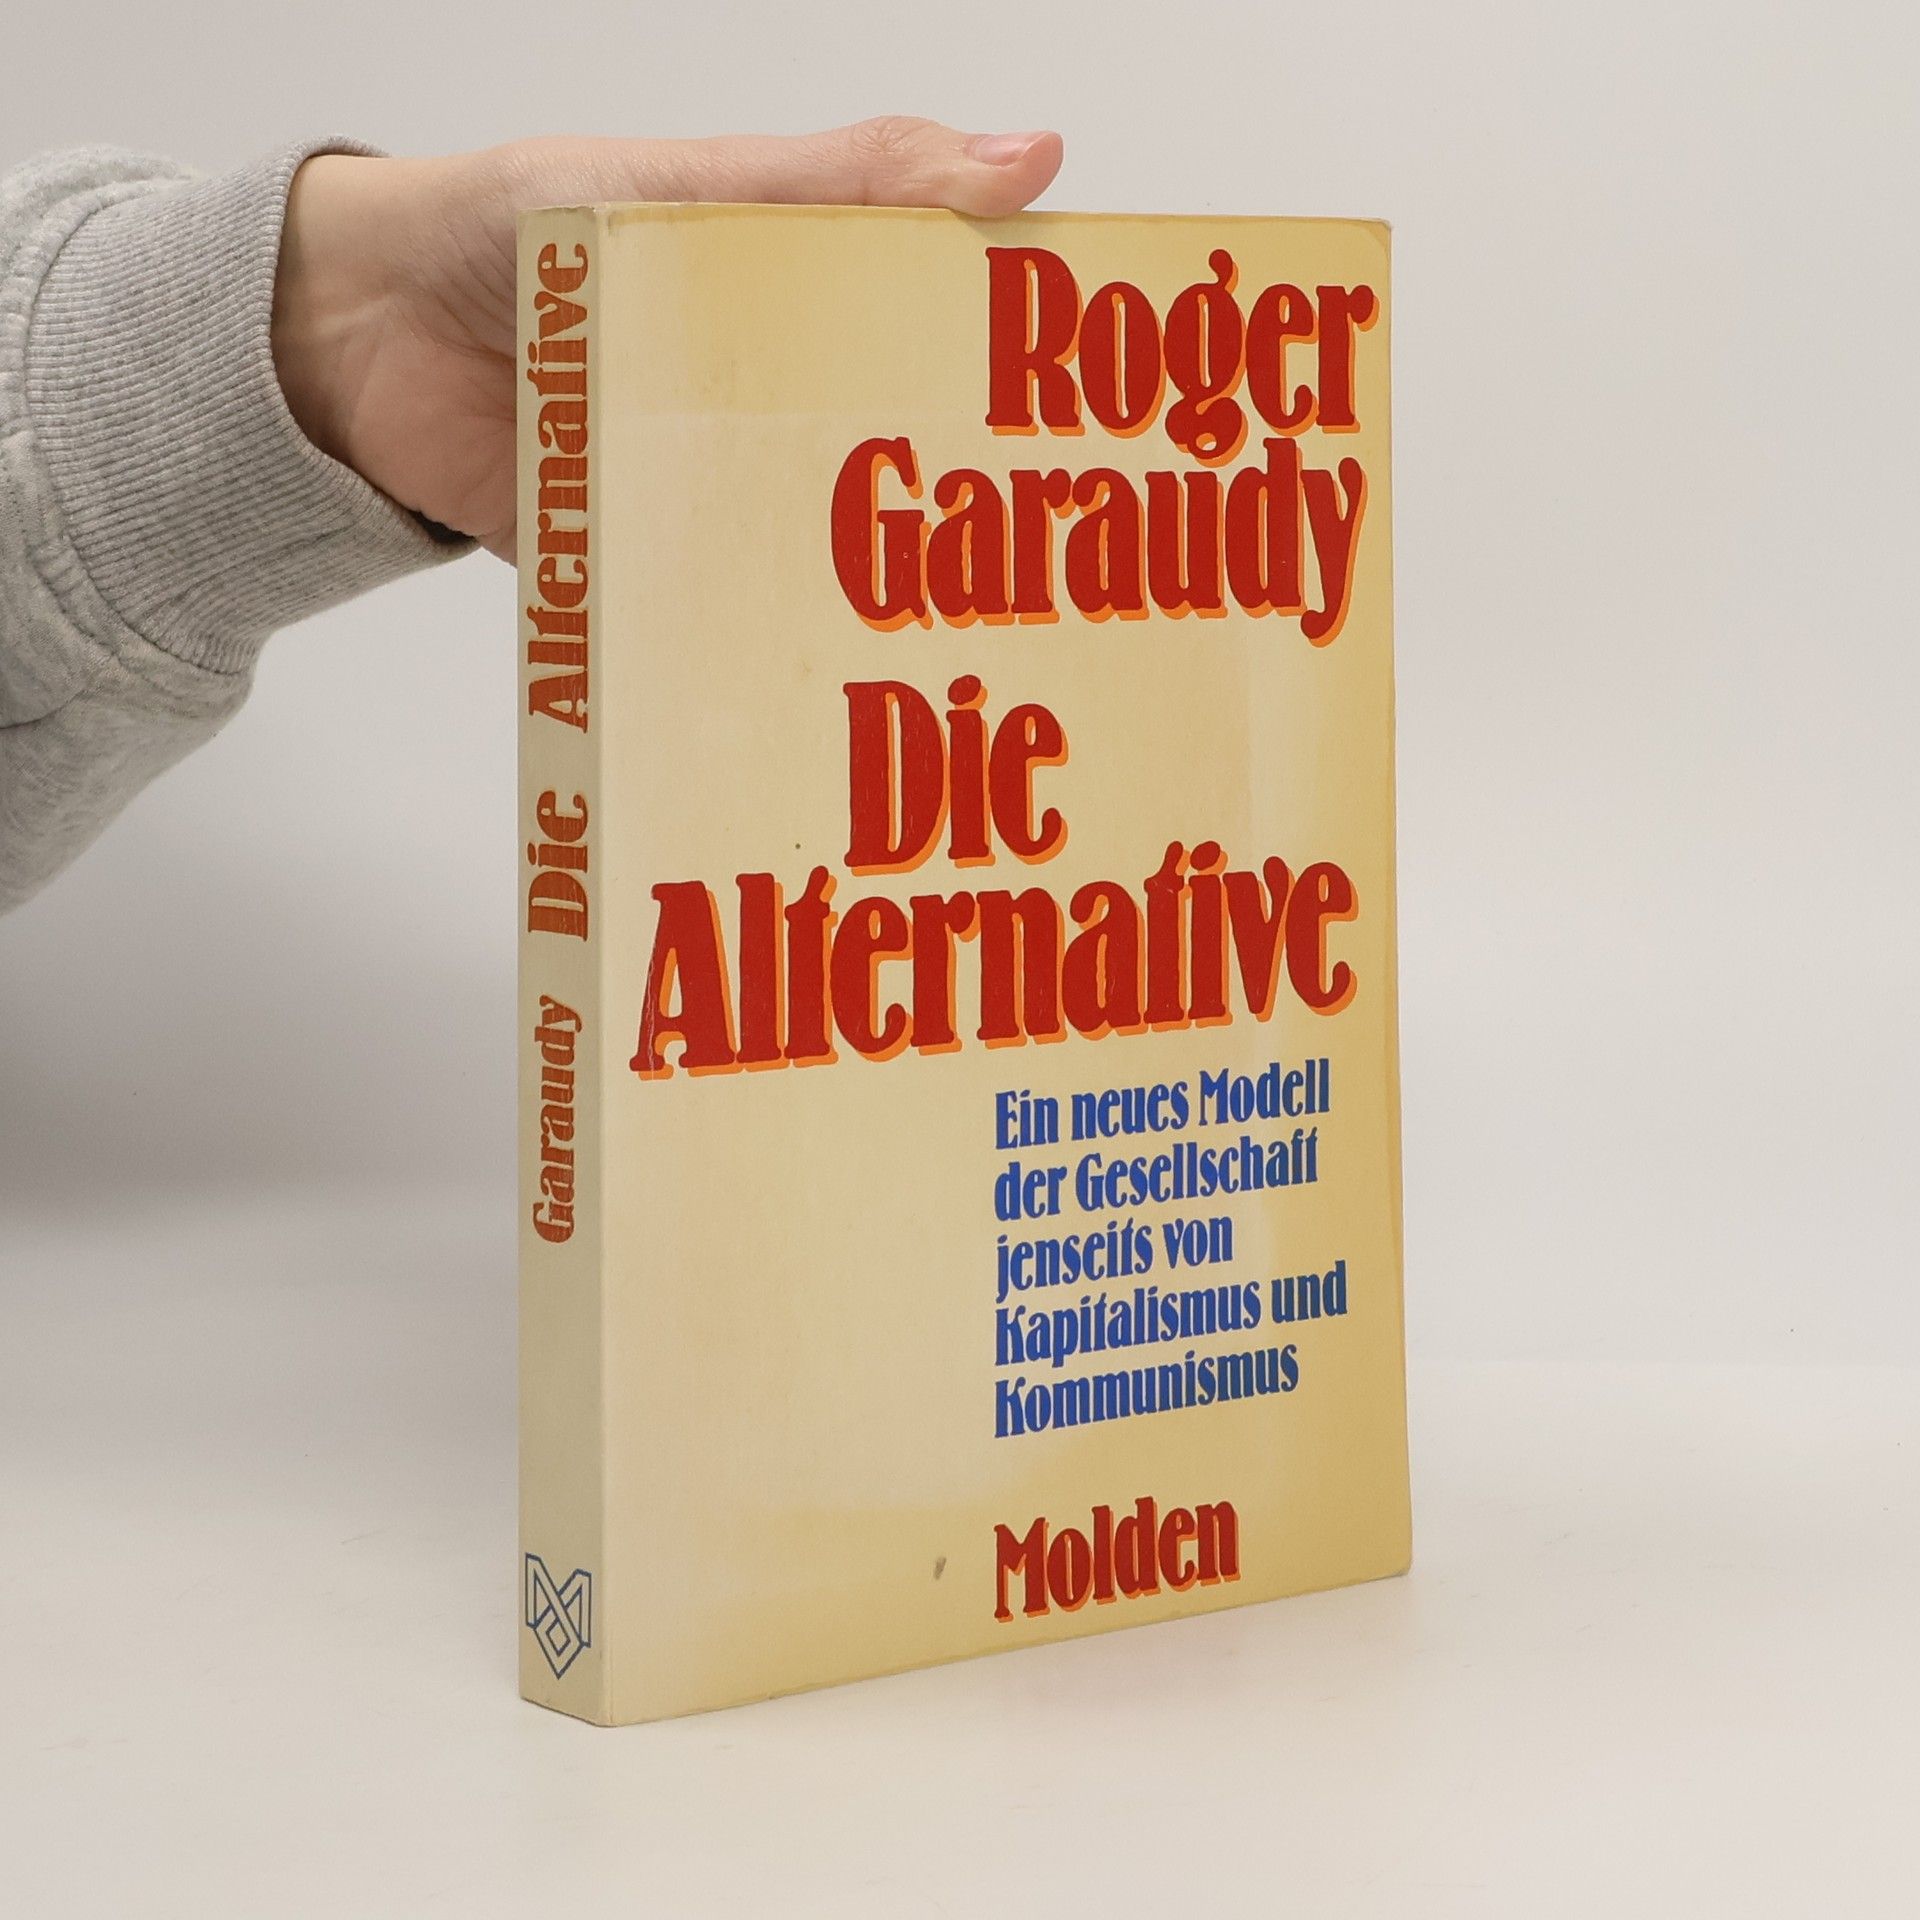 Garaudy Die Alternative
Roger
Garaudy
Die
Alternative
Ein neues Modell
der Gesellschaft
jenseits von
Kapitalismus und
Kommunismus
Molden